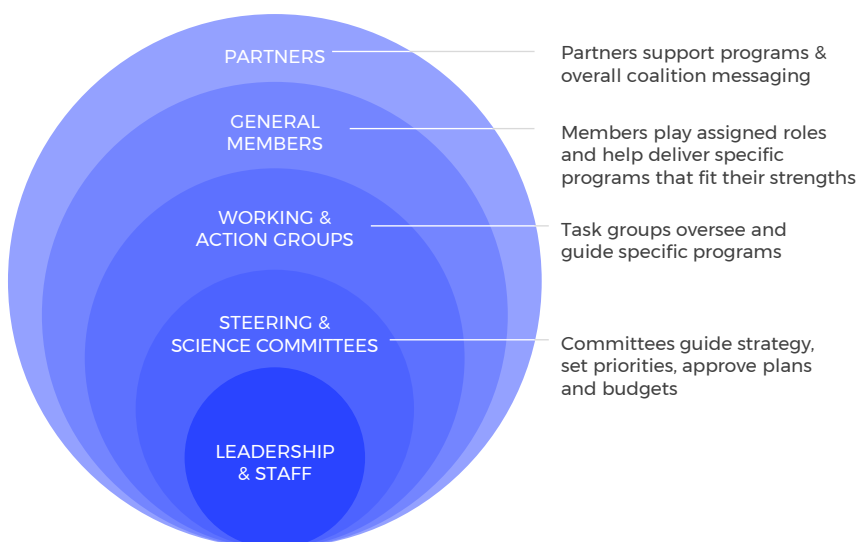 PARTNERS
Partners support programs &
overall coalition messaging
GENERAL
MEMBERS
Members play assigned roles
and help deliver specific
programs that fit their strengths
WORKING &
ACTION GROUPS
Task groups oversee and
guide specific programs
STEERING &
SCIENCE COMMITTEES
Committees guide strategy,
set priorities, approve plans
and budgets
LEADERSHIP
& STAFF